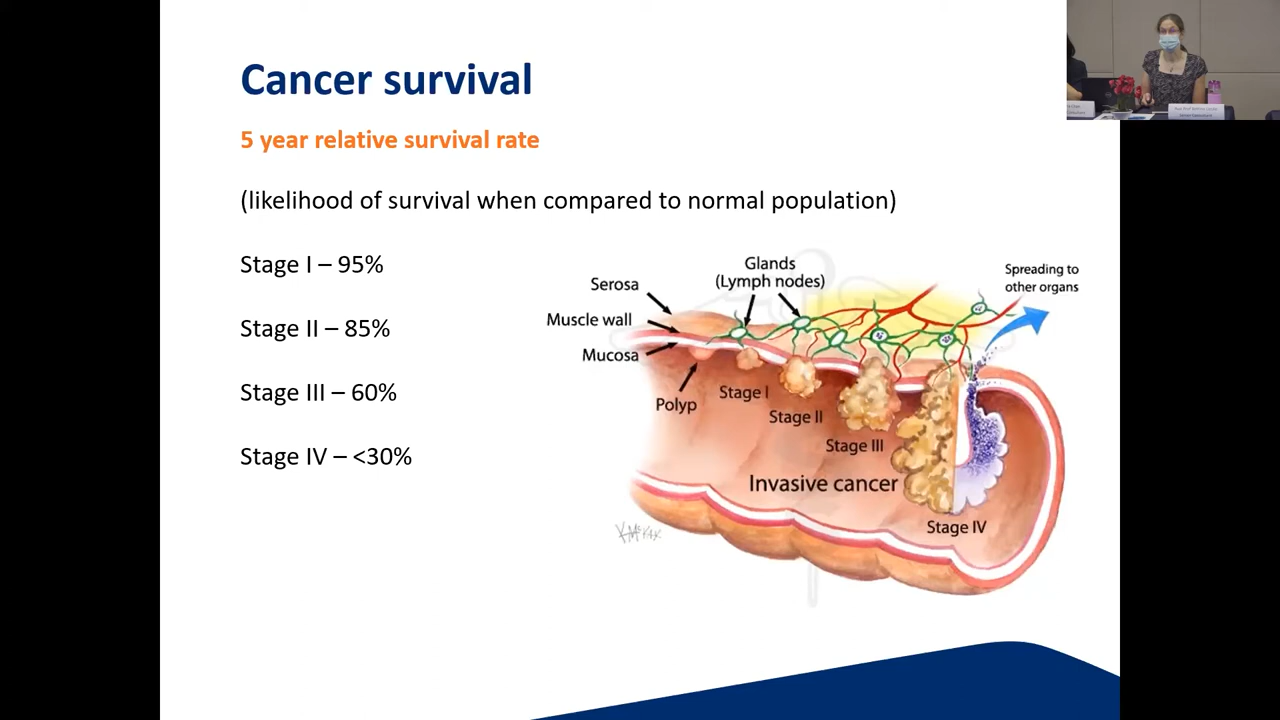 Cancer survival
5 year relative survival rate
(likelihood of survival when compared to normal population)
Stage I – 95%
Stage II – 85%
Stage III – 60%
Stage IV – <30%
Glands
(Lymph nodes)
Spreading to
other organs
Serosa
Muscle wall
Mucosa
Polyp
Stage I
Stage II
Stage III
Invasive cancer
Stage IV